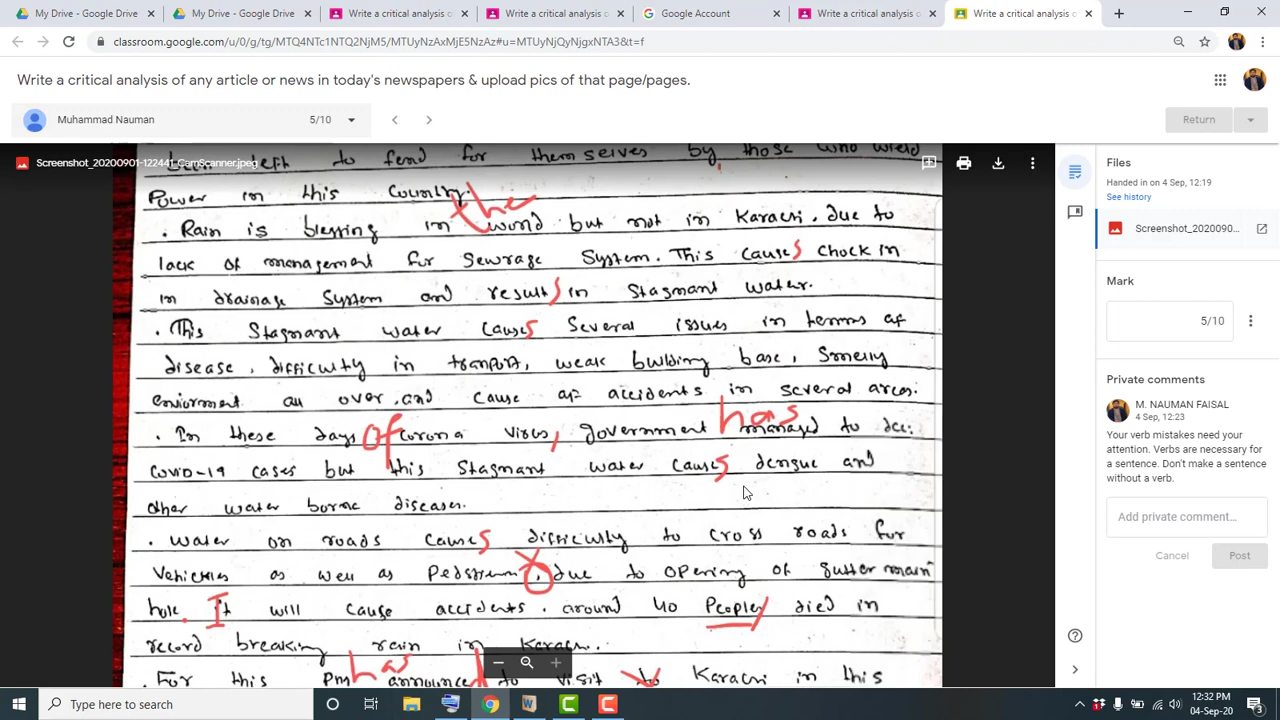 My Drive - Google Drive
My Drive - Google Drive
Write a critical analysis o
Write a critical analysis o
Google Account
Write a critical analysis o
Write a critical analysis o
classroom.google.com/u/0/g/tg/MTQ4NTc1NTQ2NjM5/MTUyNzAxMjE5NzAz#u=MTUyNjQyNjgxNTA3&t=f
Write a critical analysis of any article or news in today's newspapers & upload pics of that page/pages.
Muhammad Nauman 5/10
Return
Screenshot_20200901-122441_CamScanner.jpeg
left to fend for themselves by those who wield
Power in this Country.
the
. Rain is blessing in world but not in Karachi. due to
lack of management for Sewrage System. This causes chock in
in drainage System and results in Stagmant water.
. This Stagmant water causes Several issues in terms of
disease, difficulty in transport, weak building base, Smelly
enviorment all over, and cause of accidents in several areas.
. In these days of corona virus, government has managed to dec:
COVID-19 cases but this Stagmant water causes dengue and
other water borne diseases.
. Water on roads causes difficulty to cross roads for
Vehicles as well as Pedstrient, due to opening of gutter main
hole. It will cause accidents. around 40 Peoples died in
record breaking rain in Karachi.
has
. For this PM announced to visit to Karachi in this
Files
Handed in on 4 Sep, 12:19
See history
Screenshot_2020090...
Mark
5/10
Private comments
M. NAUMAN FAISAL
4 Sep, 12:23
Your verb mistakes need your
attention. Verbs are necessary for
a sentence. Don't make a sentence
without a verb.
Add private comment...
Cancel Post
Type here to search
12:32 PM
04-Sep-20